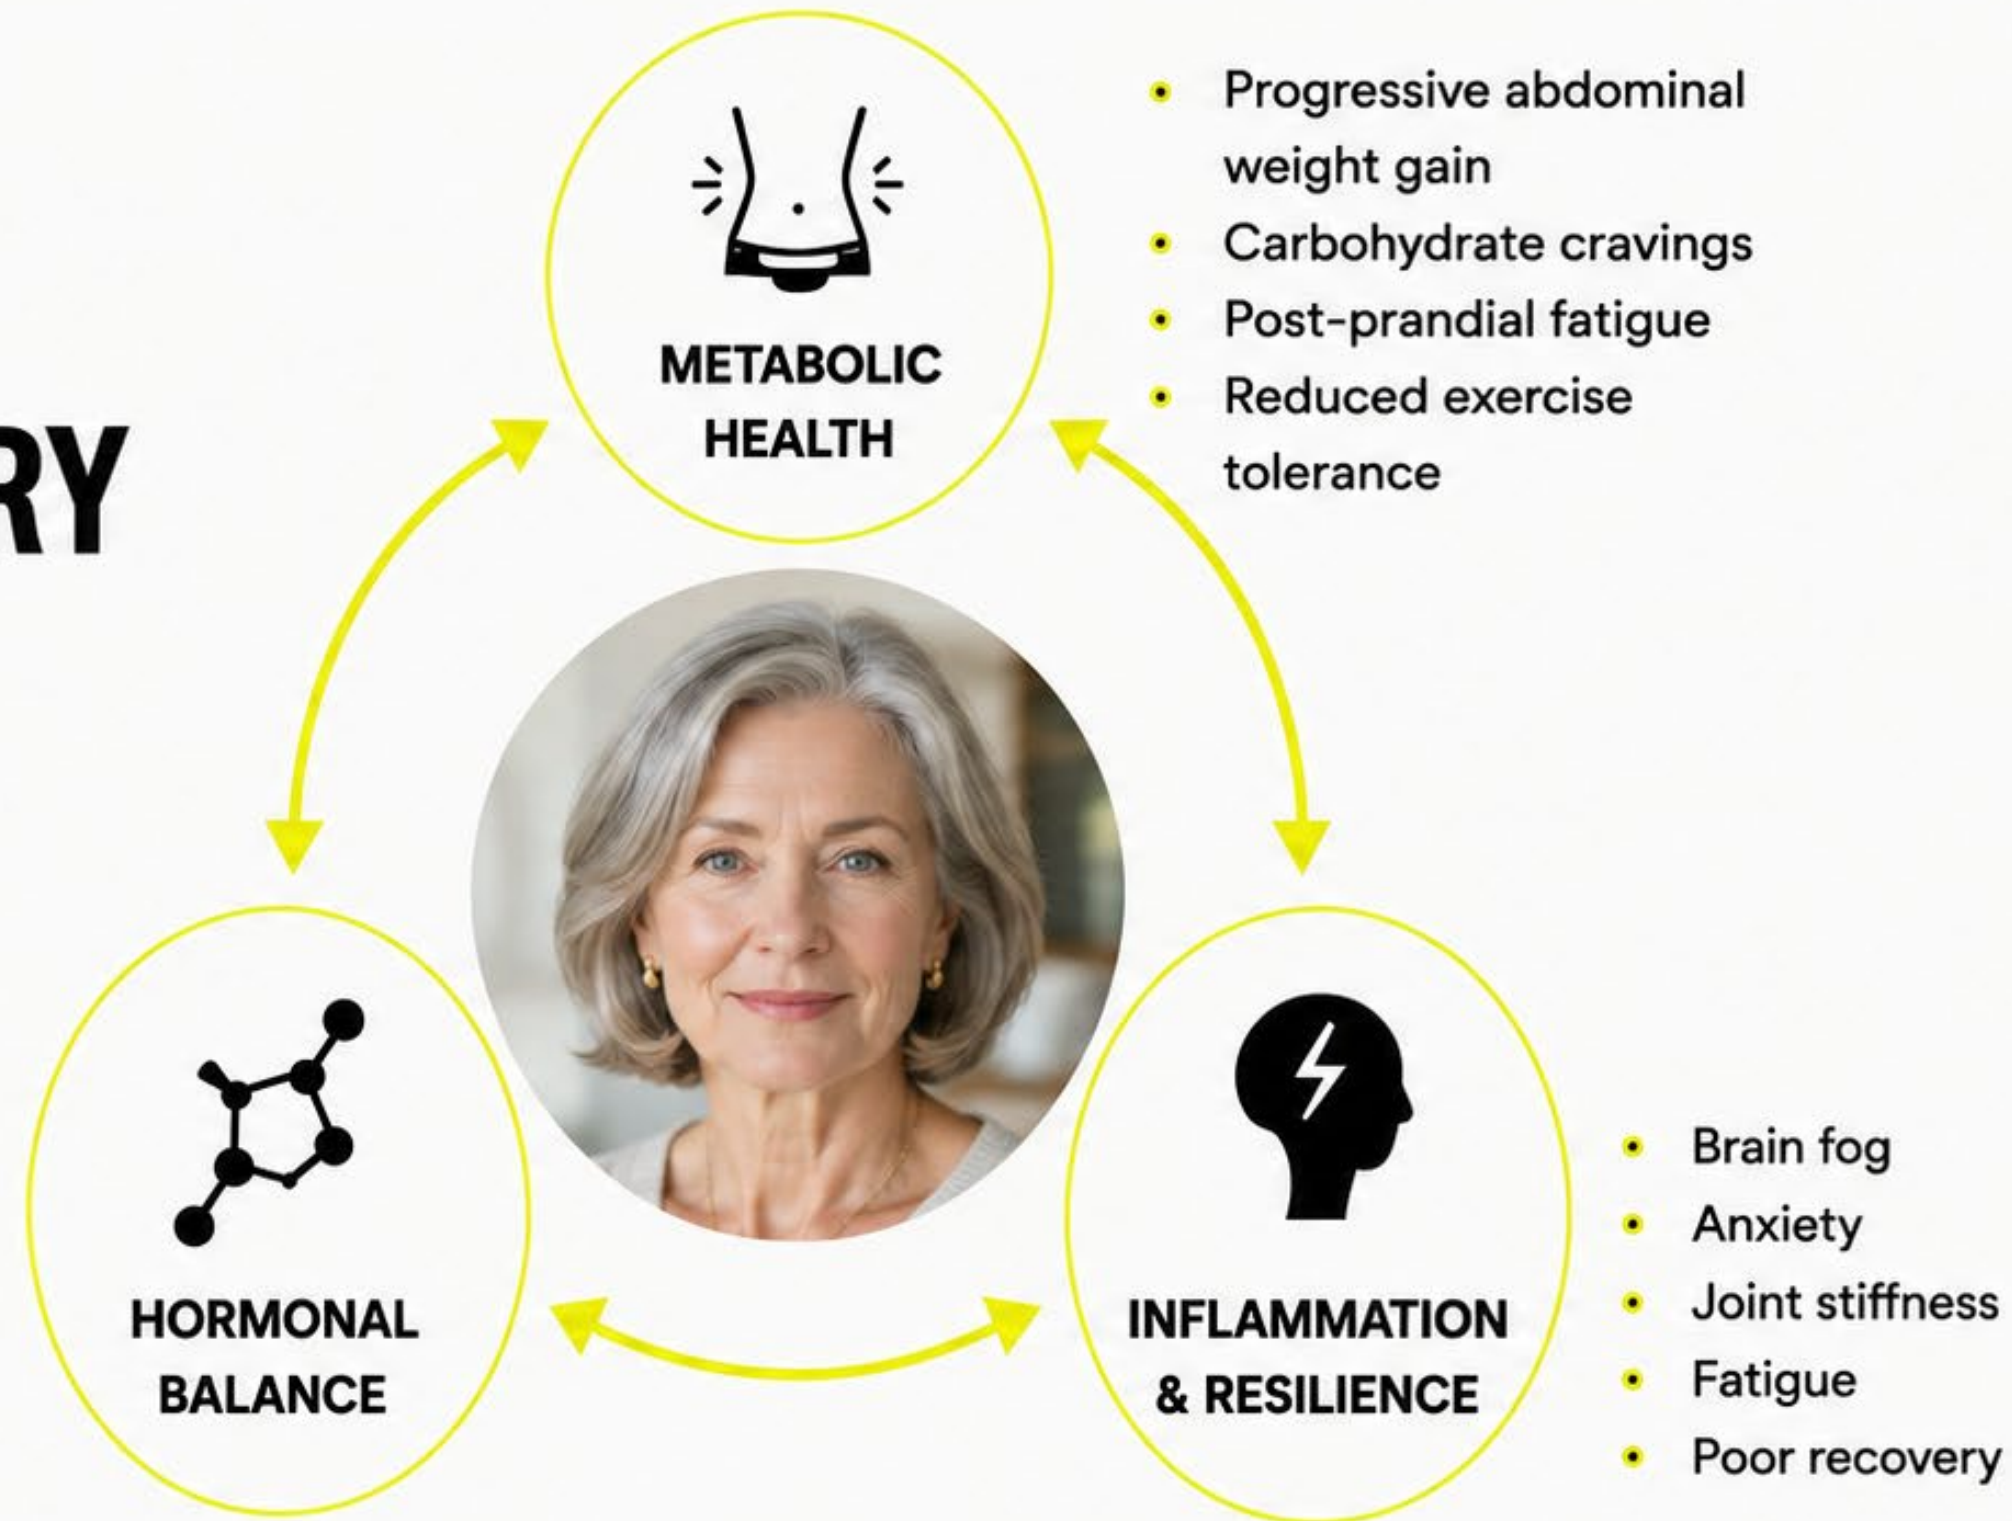 RY
METABOLIC
HEALTH
Progressive abdominal
weight gain
Carbohydrate cravings
Post-prandial fatigue
Reduced exercise
tolerance
HORMONAL
BALANCE
INFLAMMATION
& RESILIENCE
Brain fog
Anxiety
Joint stiffness
Fatigue
Poor recovery